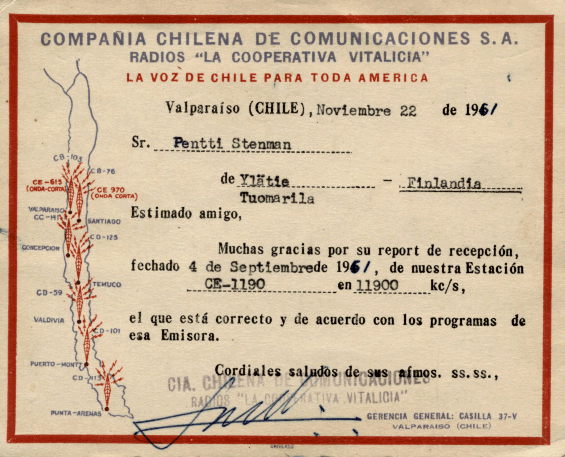 COMPAÑIA CHILENA DE COMUNICACIONES S.A.
RADIOS "LA COOPERATIVA VITALICIA"
LA VOZ DE CHILE PARA TODA AMERICA
Valparaíso (CHILE), Noviembre 22 de 1961
Sr. Pentti Stenman
de Ylätie - Finlandia
Tuomarila
Estimado amigo,
Muchas gracias por su report de recepción,
fechado 4 de Septiembre de 1961, de nuestra Estación
CE-1190 en 11900 kc/s,
el que está correcto y de acuerdo con los programas de
esa Emisora.
Cordiales saludos de sus aimos. ss.ss.,
CIA. CHILENA DE COMUNICACIONES
RADIOS "LA COOPERATIVA VITALICIA"
GERENCIA GENERAL: CASILLA 37-V
VALPARAISO (CHILE)
CB-103
CB-76
CE-615
(ONDA-CORTA)
CE 970
(ONDA CORTA)
VALPARAISO
SANTIAGO
CD-125
CONCEPCION
TEMUCO
CD-59
VALDIVIA
CD-101
PUERTO-MONTT
PUNTA-ARENAS